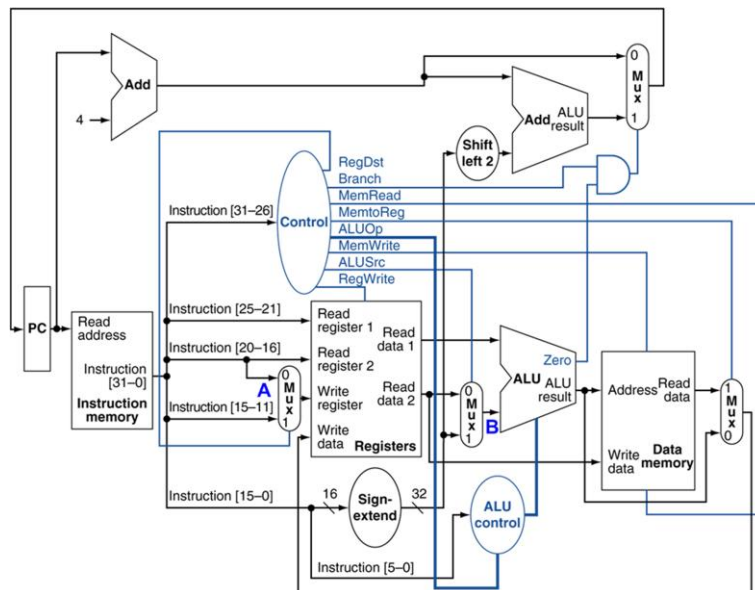 Add
4
Add
ALU
result
0
M
u
x
1
Shift
left 2
RegDst
Branch
MemRead
MemtoReg
ALUOp
MemWrite
ALUSrc
RegWrite
Control
Instruction [31–26]
Instruction [25–21]
Instruction [20–16]
Instruction [15–11]
Instruction [15–0]
Instruction [5–0]
PC
Read
address
Instruction
[31–0]
Instruction
memory
A
0
M
u
x
1
Read
register 1
Read
register 2
Write
register
Write
data
Read
data 1
Read
data 2
Registers
0
M
u
x
1
B
Zero
ALU
ALU
result
Address
Read
data
Write
data
Data
memory
1
M
u
x
0
16
Sign-
extend
32
ALU
control